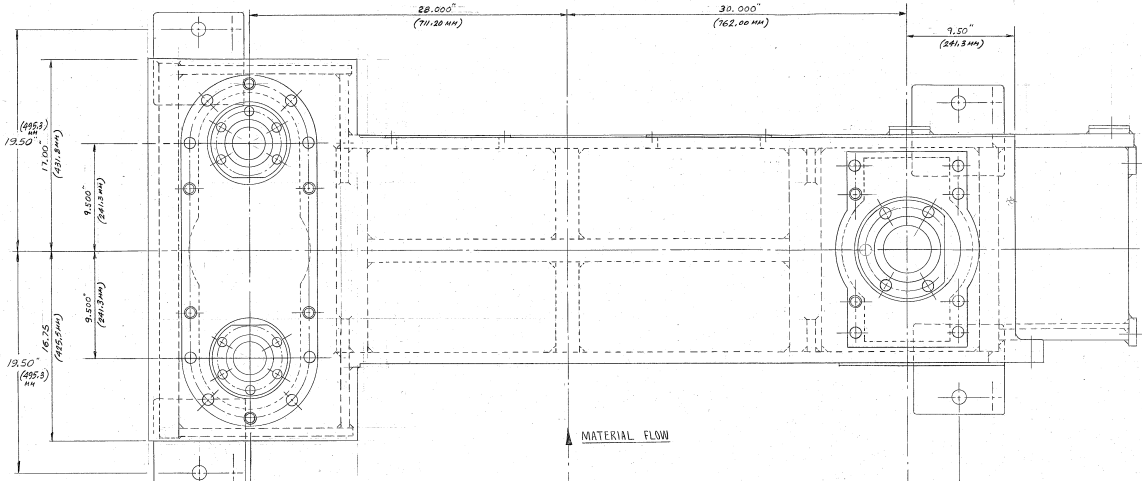 28.000"
(711.20 MM)
30.000"
(762.00 MM)
9.50"
(241.3 MM)
(495.3)
MM
19.50"
17.00
(431.8 MM)
9.500"
(241.3 MM)
9.500"
(241.3 MM)
16.75
(425.5 MM)
19.50"
(495.3)
MM
MATERIAL FLOW